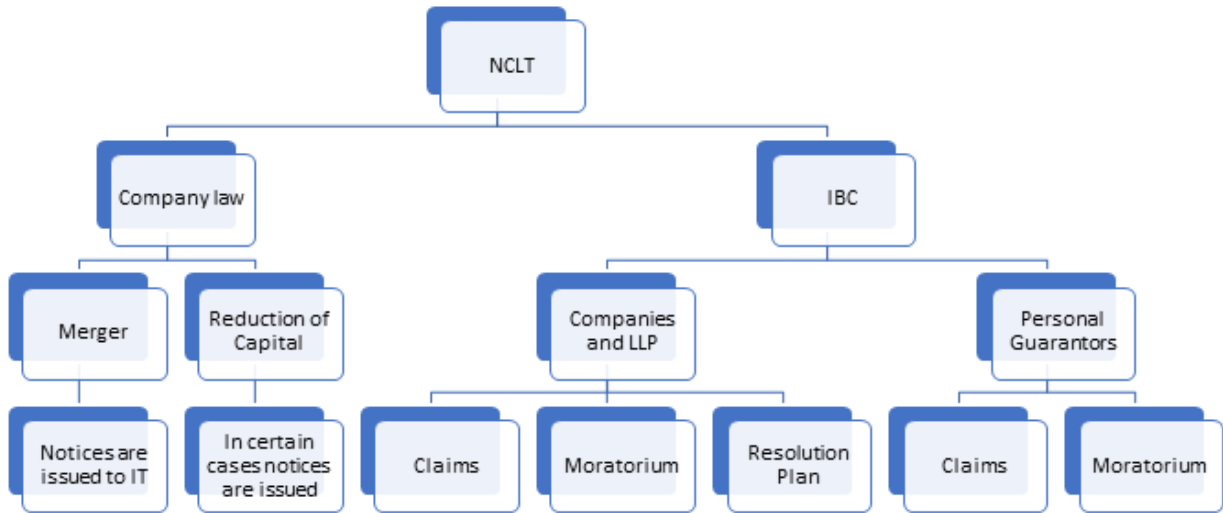 NCLT
Company law
IBC
Merger
Reduction of
Capital
Companies
and LLP
Personal
Guarantors
Notices are
issued to IT
In certain
cases notices
are issued
Claims
Moratorium
Resolution
Plan
Claims
Moratorium